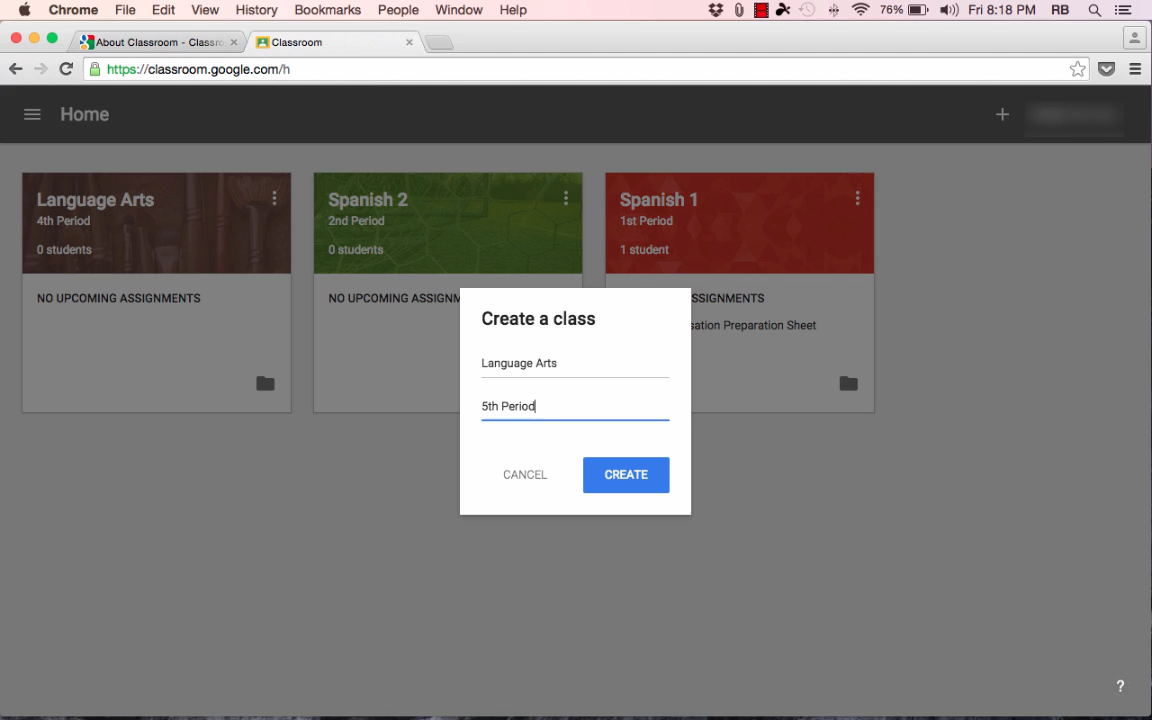 Chrome File Edit View History Bookmarks People Window Help 76% Fri 8:18 PM RB
About Classroom - Classro Classroom
https://classroom.google.com/h
Home
Language Arts Spanish 2 Spanish 1
4th Period 2nd Period 1st Period
0 students 0 students 1 student
NO UPCOMING ASSIGNMENTS NO UPCOMING ASSIGNM SSIGNMENTS
sation Preparation Sheet
Create a class
Language Arts
5th Period
CANCEL CREATE
?